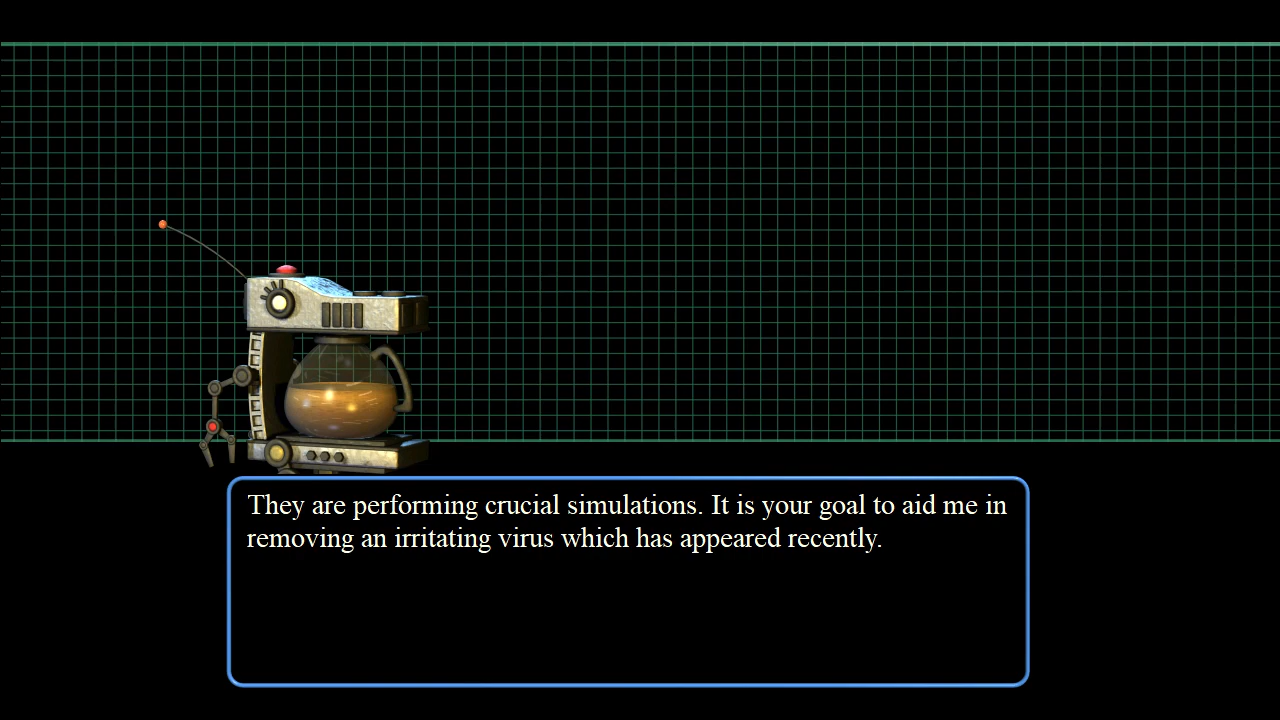 They are performing crucial simulations. It is your goal to aid me in
removing an irritating virus which has appeared recently.